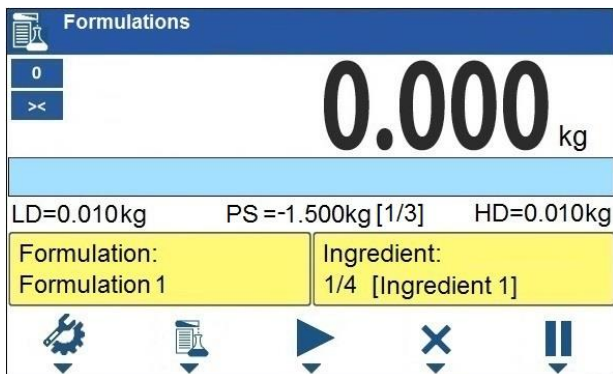 Formulations
0
><
0.000 kg
LD=0.010kg PS =-1.500kg [1/3] HD=0.010kg
Formulation:
Formulation 1
Ingredient:
1/4 [Ingredient 1]